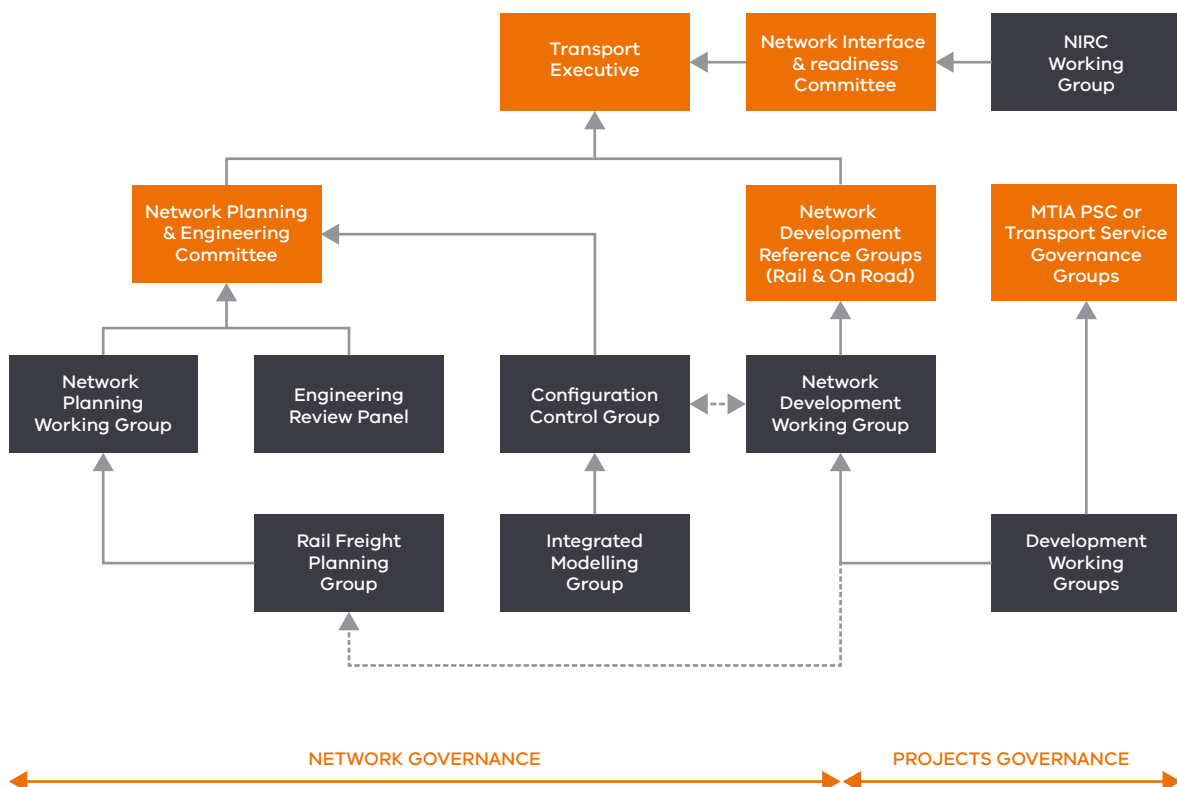 Transport
Executive
Network Interface
& readiness
Committee
NIRC
Working
Group
Network Planning
& Engineering
Committee
Network
Development
Reference Groups
(Rail & On Road)
MTIA PSC or
Transport Service
Governance
Groups
Network
Planning
Working Group
Engineering
Review Panel
Configuration
Control Group
Network
Development
Working Group
Rail Freight
Planning
Group
Integrated
Modelling
Group
Development
Working
Groups
NETWORK GOVERNANCE
PROJECTS GOVERNANCE